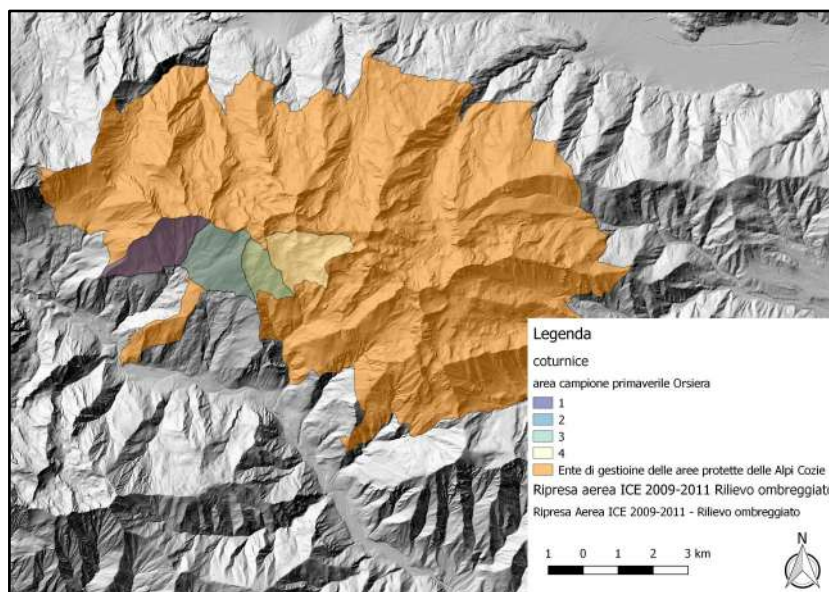 Legenda
coturnice
area campione primaverile Orsiera
1
2
3
4
Ente di gestioine delle aree protette delle Alpi Cozie
Ripresa aerea ICE 2009-2011 Rilievo ombreggiato
Ripresa Aerea ICE 2009-2011 - Rilievo ombreggiato
1 0 1 2 3 km
N